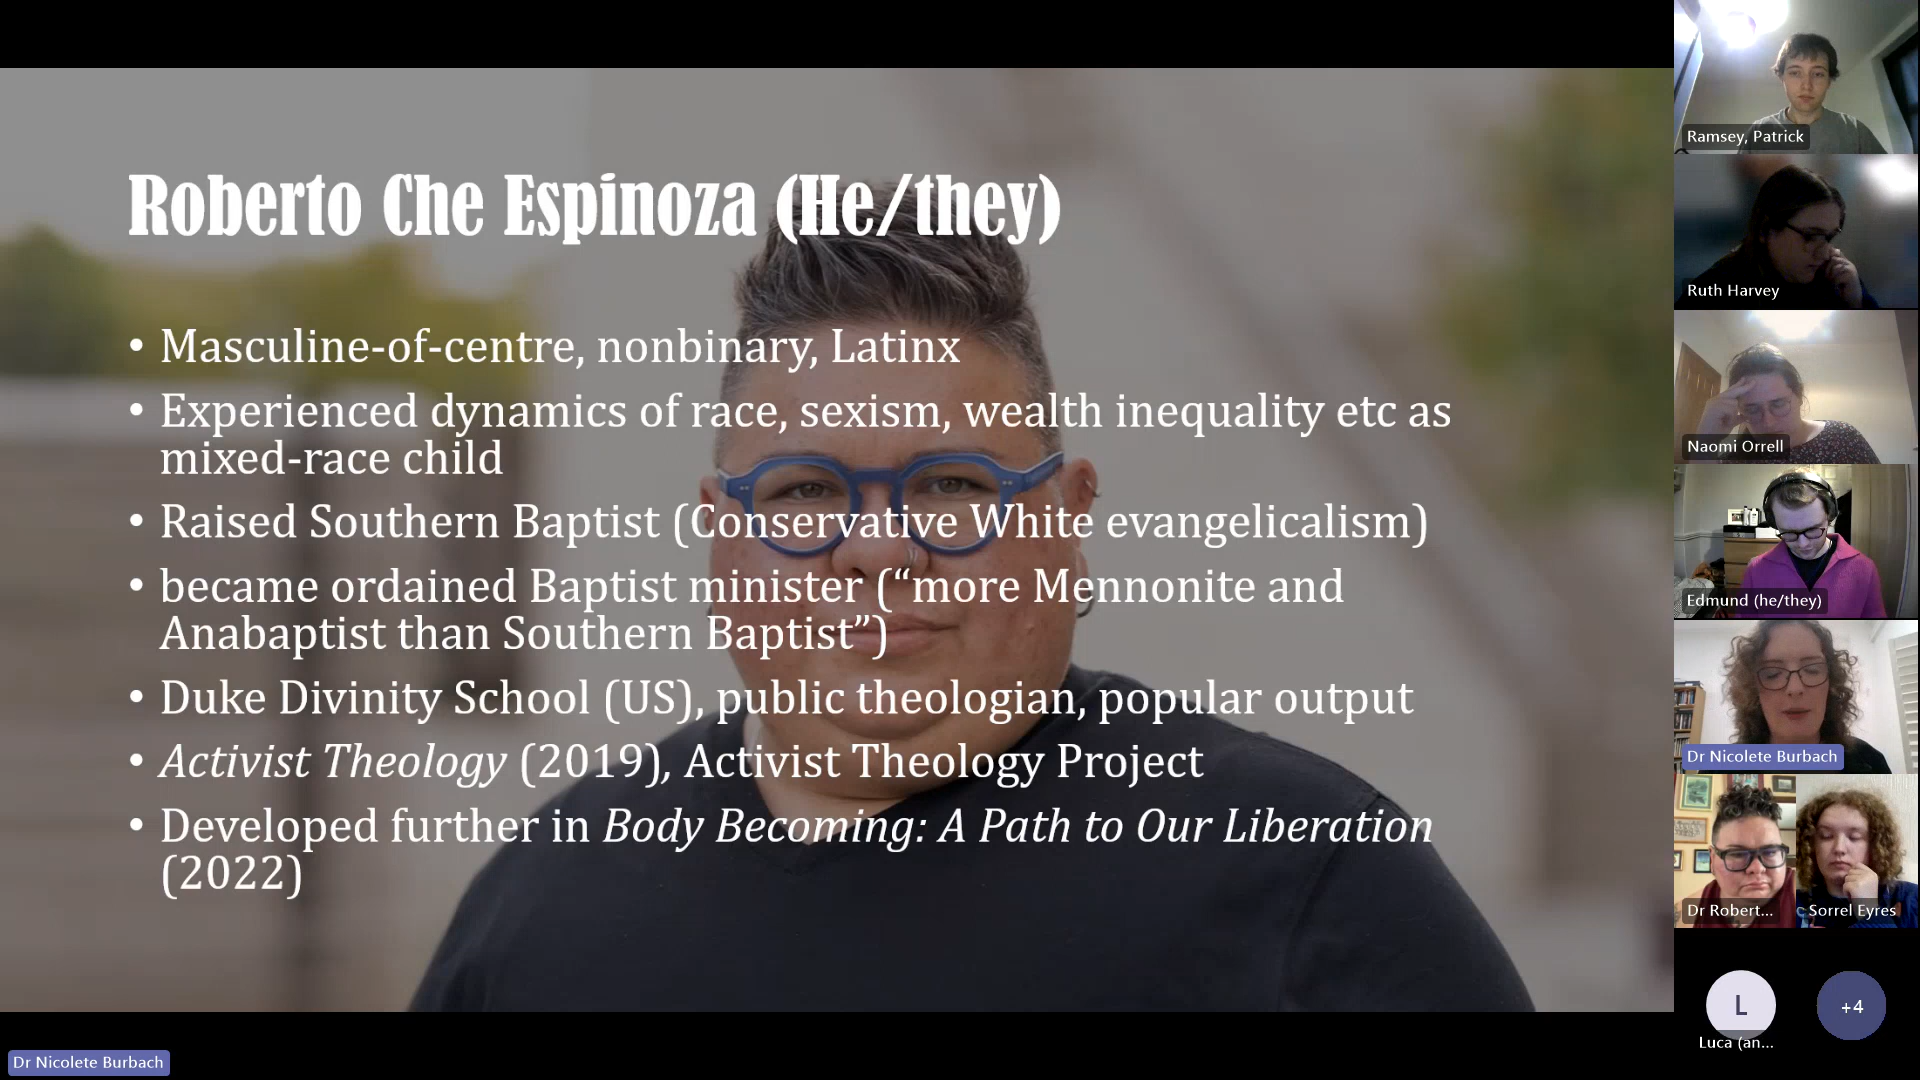 Roberto Che Espinoza (He/they)
• Masculine-of-centre, nonbinary, Latinx
• Experienced dynamics of race, sexism, wealth inequality etc as
mixed-race child
• Raised Southern Baptist (Conservative White evangelicalism)
• became ordained Baptist minister (“more Mennonite and
Anabaptist than Southern Baptist”)
• Duke Divinity School (US), public theologian, popular output
• Activist Theology (2019), Activist Theology Project
• Developed further in Body Becoming: A Path to Our Liberation
(2022)
Dr Nicolete Burbach
Ramsey, Patrick
Ruth Harvey
Naomi Orrell
Edmund (he/they)
Dr Nicolete Burbach
Dr Robert...
Sorrel Eyres
L
Luca (an...
+4